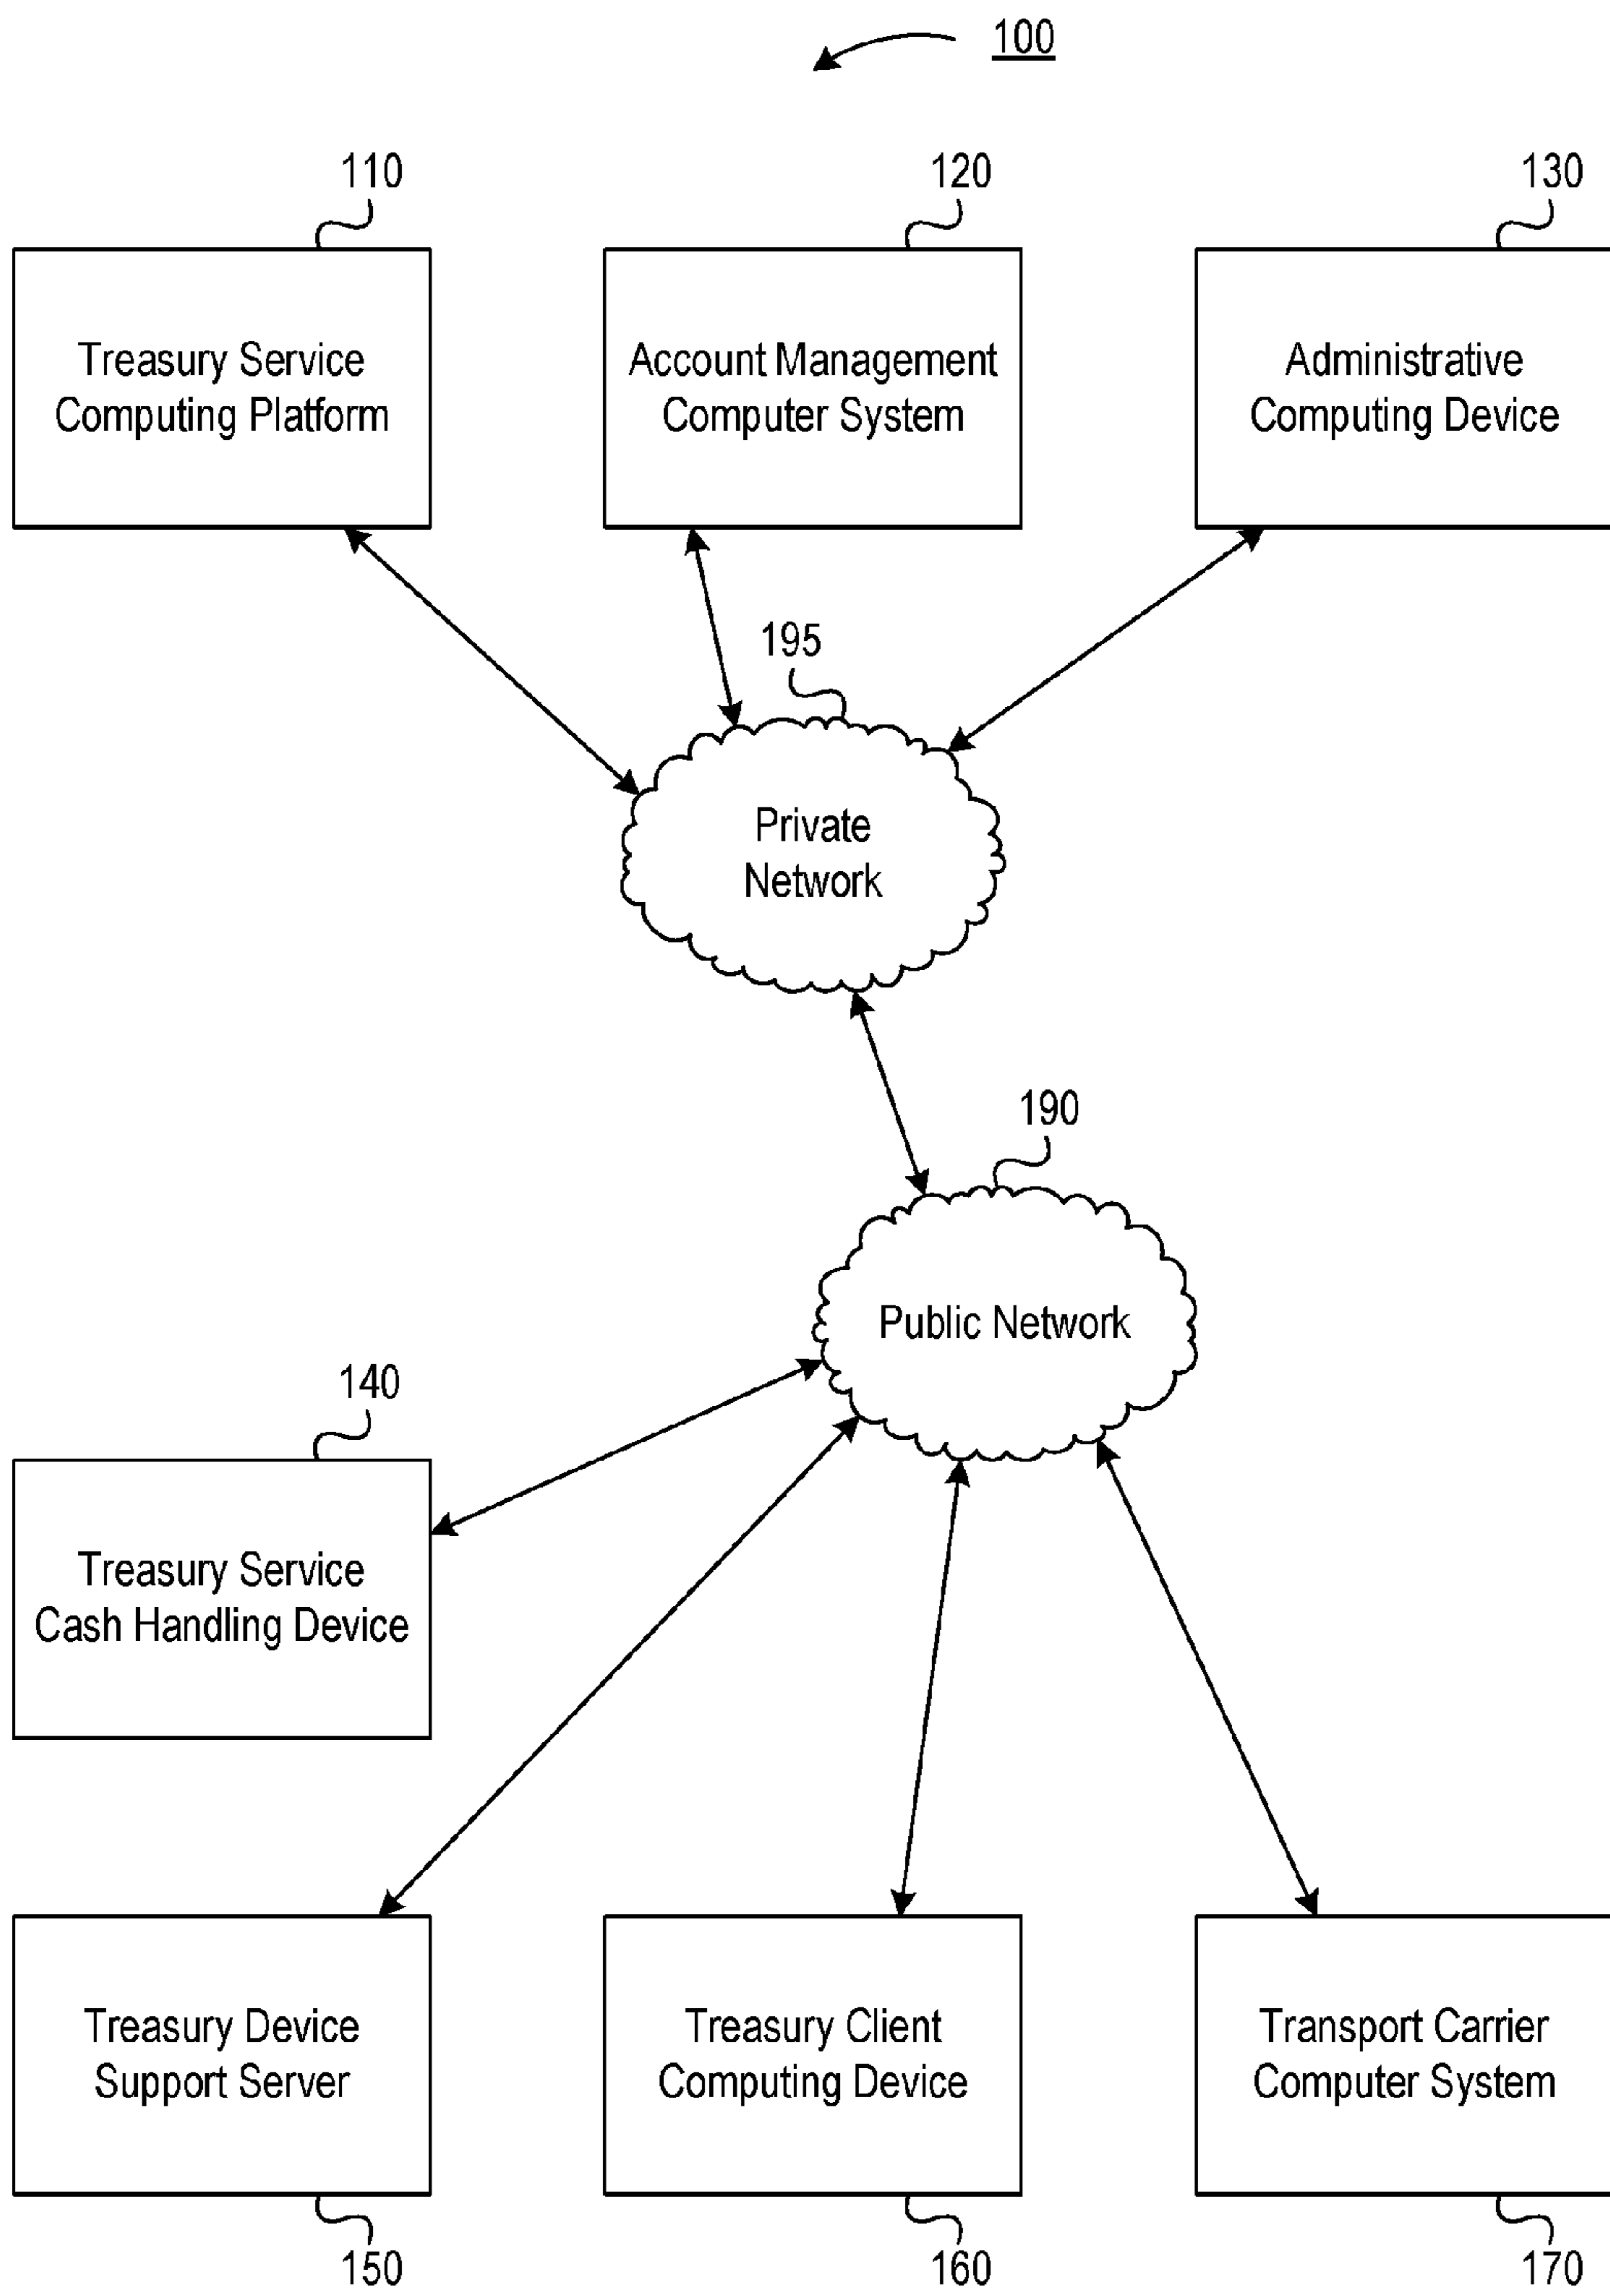 100
110
120
130
Treasury Service
Computing Platform
Account Management
Computer System
Administrative
Computing Device
195
Private
Network
190
Public Network
140
Treasury Service
Cash Handling Device
Treasury Device
Support Server
Treasury Client
Computing Device
Transport Carrier
Computer System
150
160
170